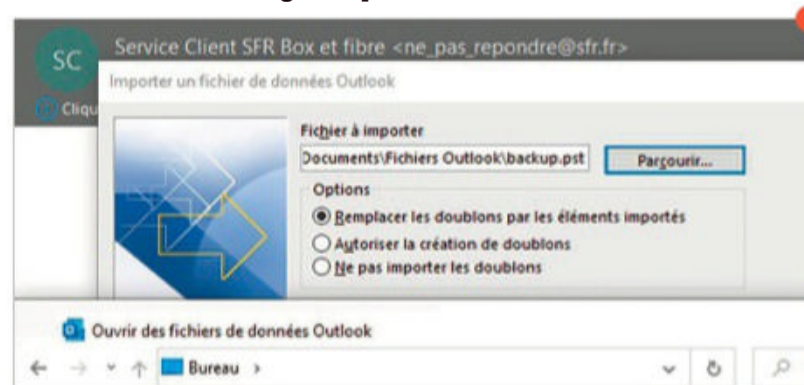 SC
Service Client SFR Box et fibre <ne_pas_repondre@sfr.fr>
Importer un fichier de données Outlook
Cliqu
Fichier à importer
Documents\Fichiers Outlook\backup.pst
Parcourir...
Options
Remplacer les doublons par les éléments importés
Autoriser la création de doublons
Ne pas importer les doublons
Ouvrir des fichiers de données Outlook
Bureau